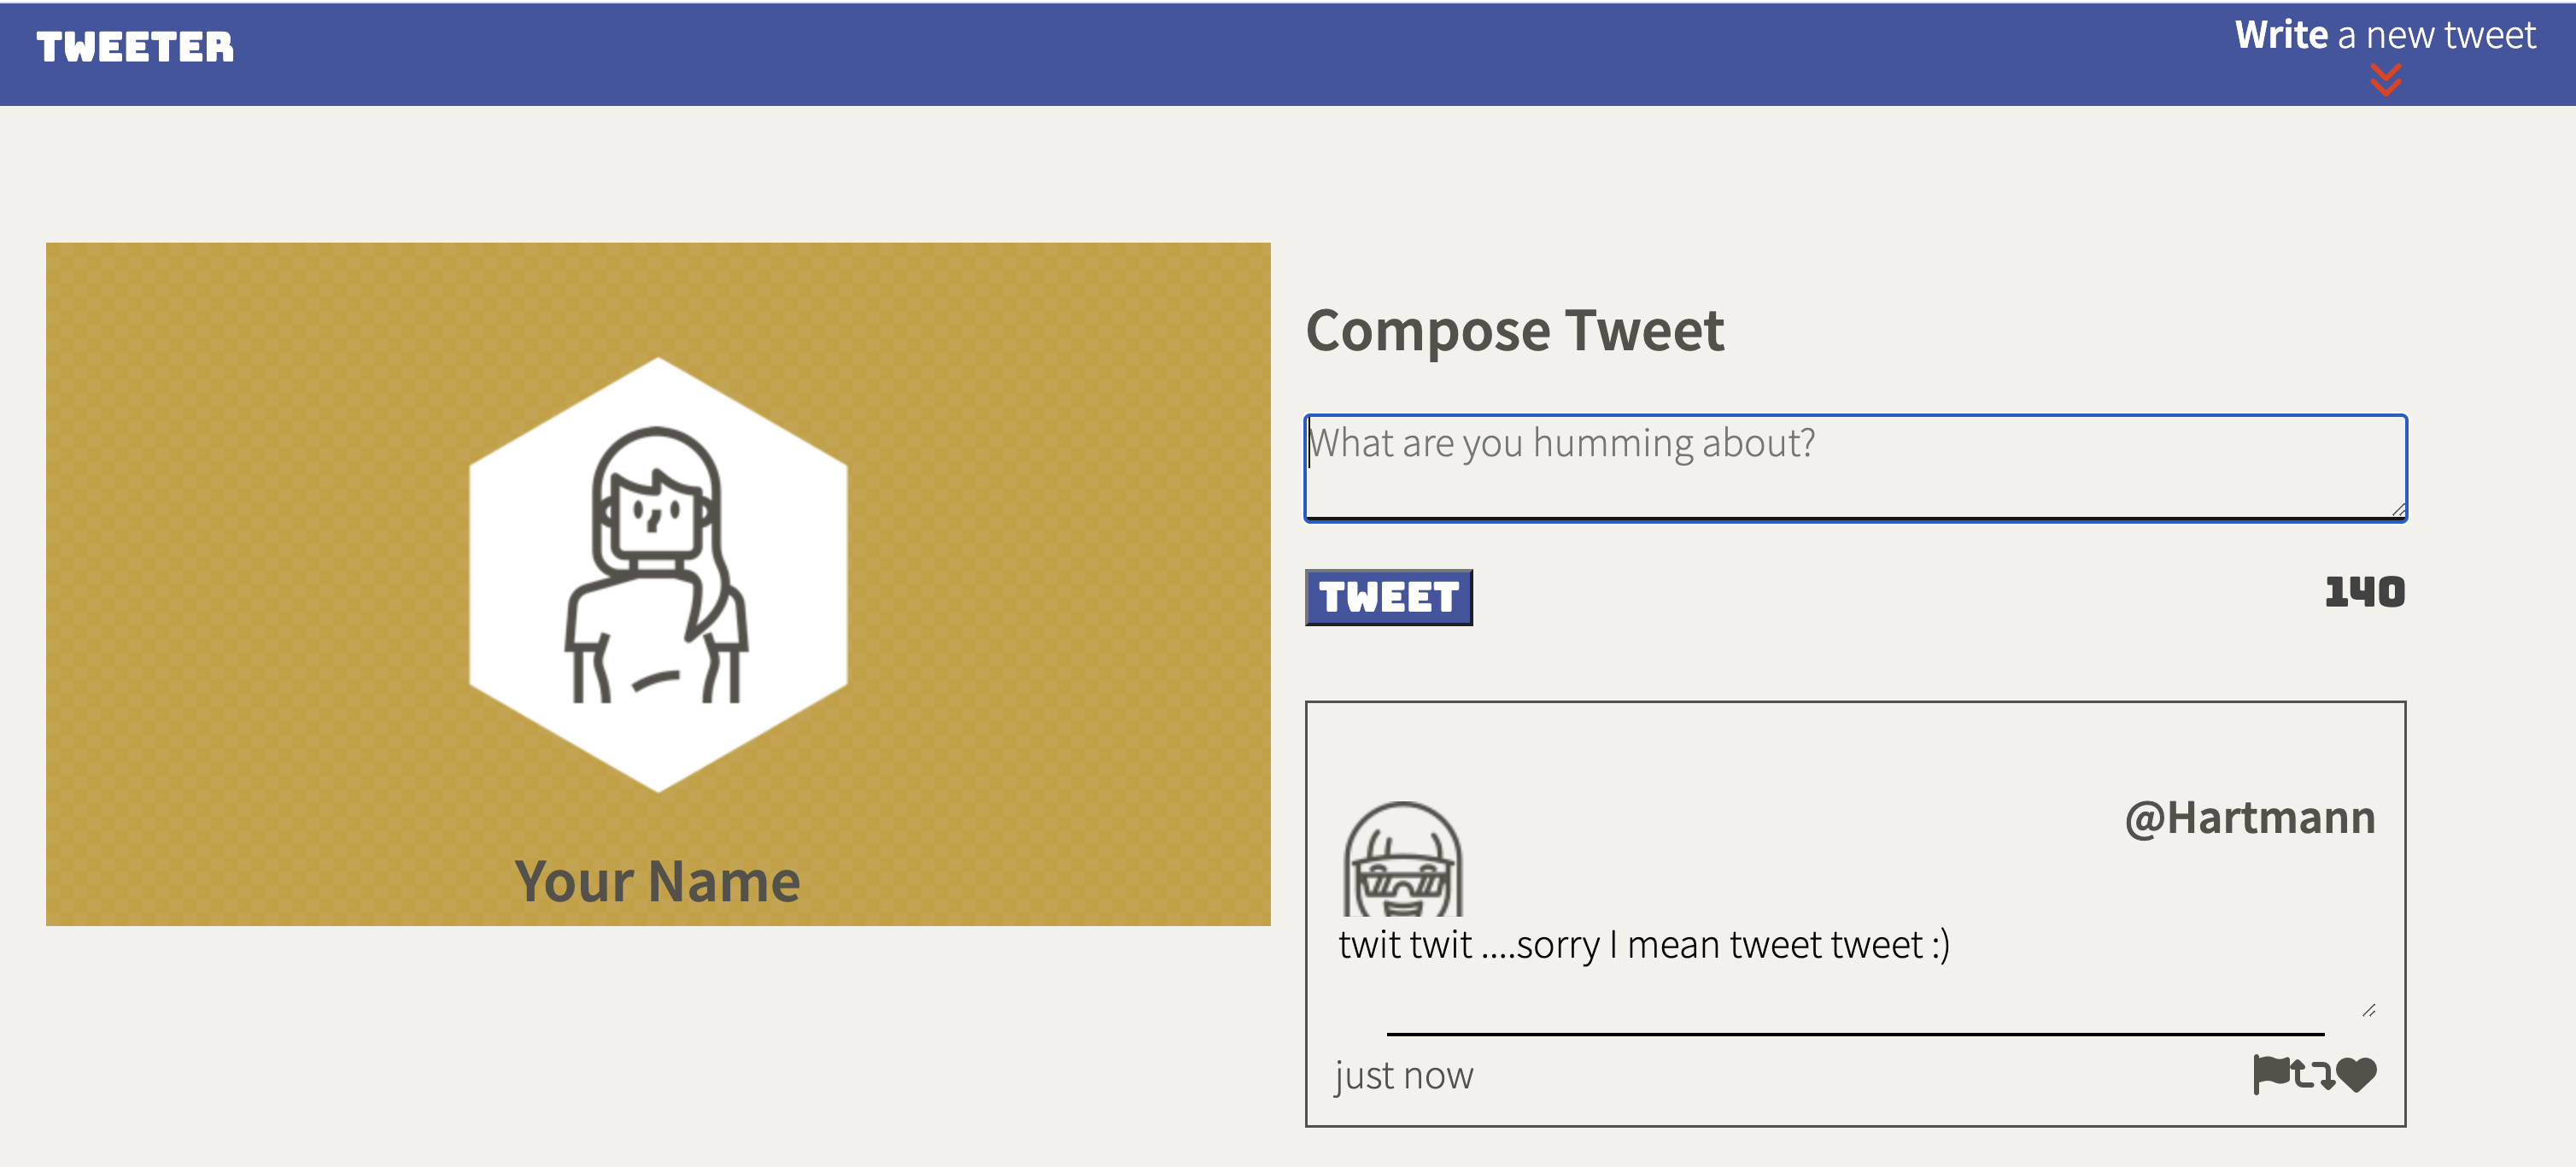 TWEETER
Write a new tweet
Your Name
Compose Tweet
What are you humming about?
TWEET
140
@Hartmann
twit twit ....sorry I mean tweet tweet :)
just now